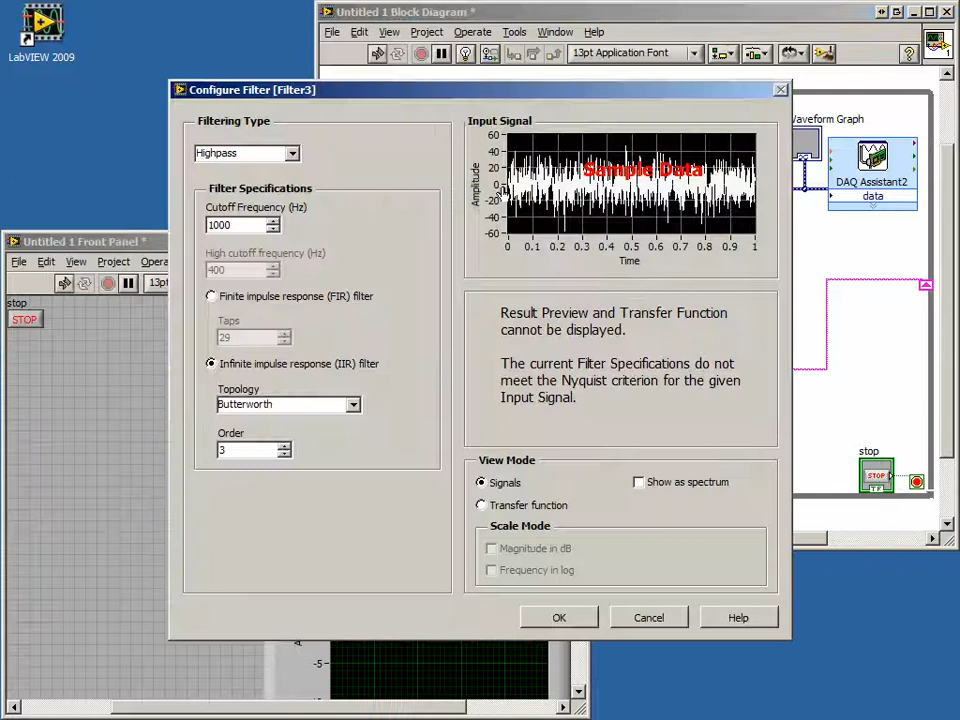 LabVIEW 2009
Untitled 1 Block Diagram *
File Edit View Project Operate Tools Window Help
13pt Application Font
?
1
Waveform Graph
DAQ Assistant2
data
stop
STOP
TF
Untitled 1 Front Panel *
File Edit View Project
13pt
stop
STOP
-5
Configure Filter [Filter3]
Filtering Type
Highpass
Filter Specifications
Cutoff Frequency (Hz)
1000
High cutoff frequency (Hz)
400
Finite impulse response (FIR) filter
Taps
29
Infinite impulse response (IIR) filter
Topology
Butterworth
Order
3
Input Signal
Amplitude
60
40
20
0
-20
-40
-60
Sample Data
0 0.1 0.2 0.3 0.4 0.5 0.6 0.7 0.8 0.9 1
Time
Result Preview and Transfer Function
cannot be displayed.
The current Filter Specifications do not
meet the Nyquist criterion for the given
Input Signal.
View Mode
Signals
Show as spectrum
Transfer function
Scale Mode
Magnitude in dB
Frequency in log
OK Cancel Help